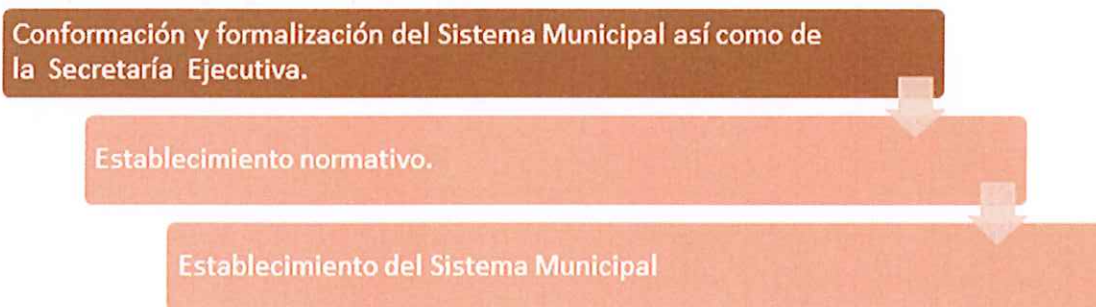 Conformación y formalización del Sistema Municipal así como de
la Secretaría Ejecutiva.
Establecimiento normativo.
Establecimiento del Sistema Municipal